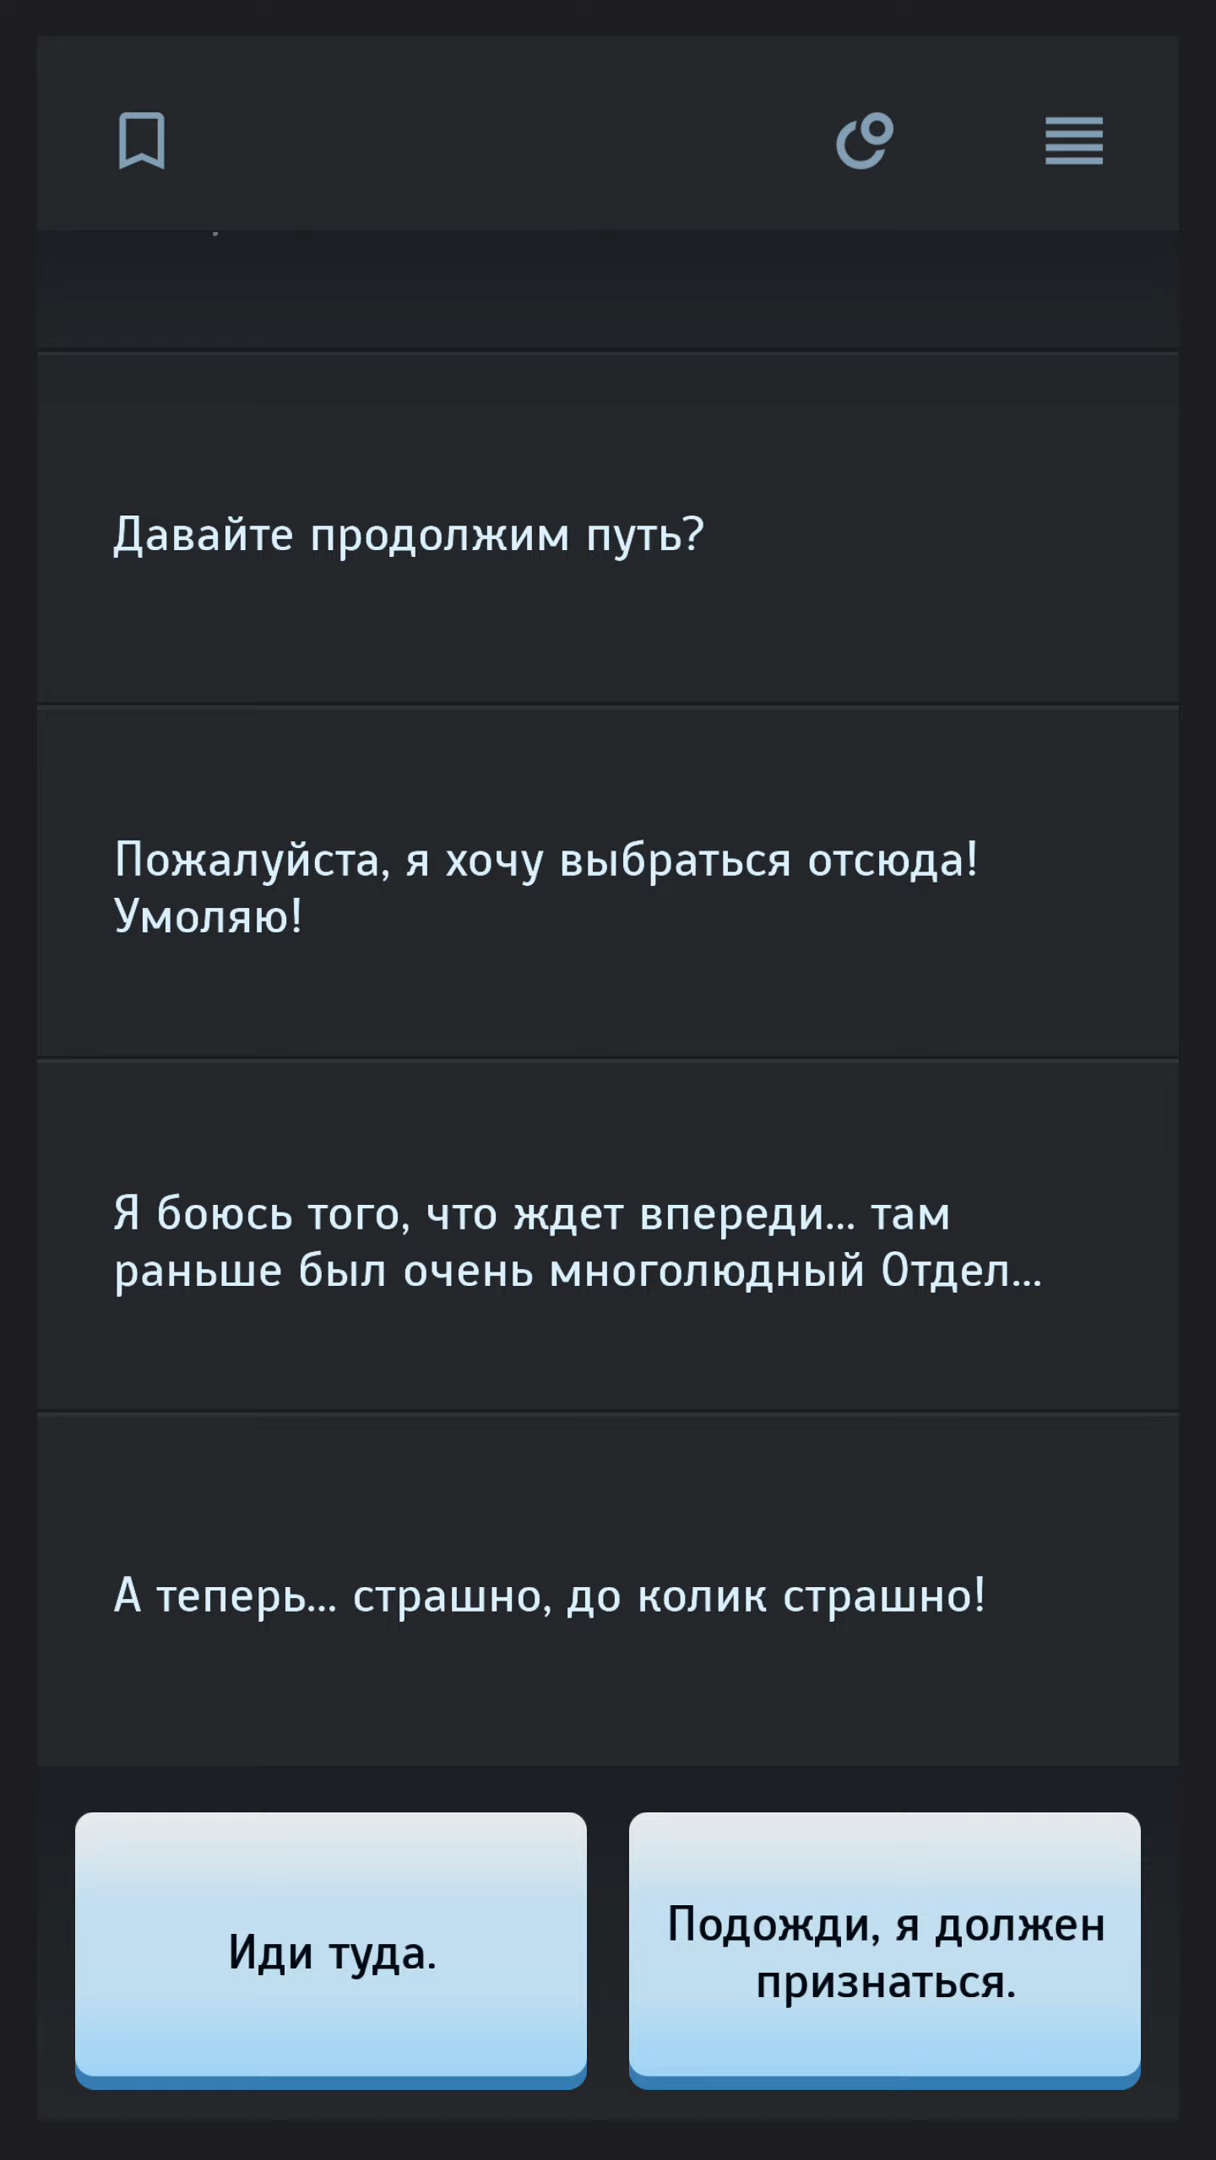 Давайте продолжим путь?
Пожалуйста, я хочу выбраться отсюда!
Умоляю!
Я боюсь того, что ждет впереди... там
раньше был очень многолюдный Отдел...
А теперь... страшно, до колик страшно!
Иди туда.
Подожди, я должен
признаться.